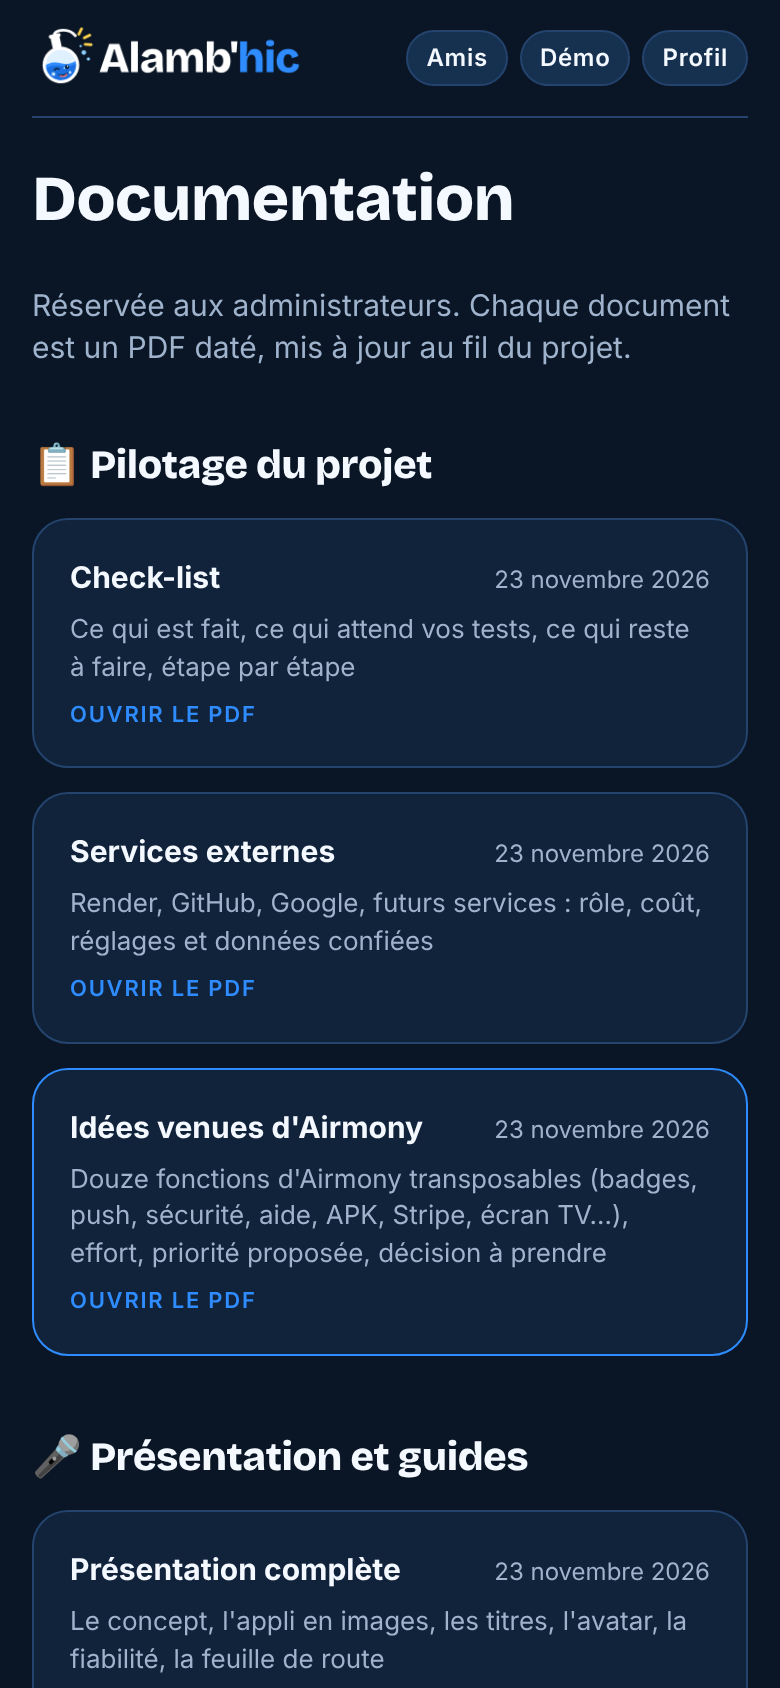 Alamb'hic
Amis
Démo
Profil
Documentation
Réservée aux administrateurs. Chaque document
est un PDF daté, mis à jour au fil du projet.
Pilotage du projet
Check-list
23 novembre 2026
Ce qui est fait, ce qui attend vos tests, ce qui reste
à faire, étape par étape
OUVRIR LE PDF
Services externes
23 novembre 2026
Render, GitHub, Google, futurs services : rôle, coût,
réglages et données confiées
OUVRIR LE PDF
Idées venues d'Airmony
23 novembre 2026
Douze fonctions d'Airmony transposables (badges,
push, sécurité, aide, APK, Stripe, écran TV...),
effort, priorité proposée, décision à prendre
OUVRIR LE PDF
Présentation et guides
Présentation complète
23 novembre 2026
Le concept, l'appli en images, les titres, l'avatar, la
fiabilité, la feuille de route